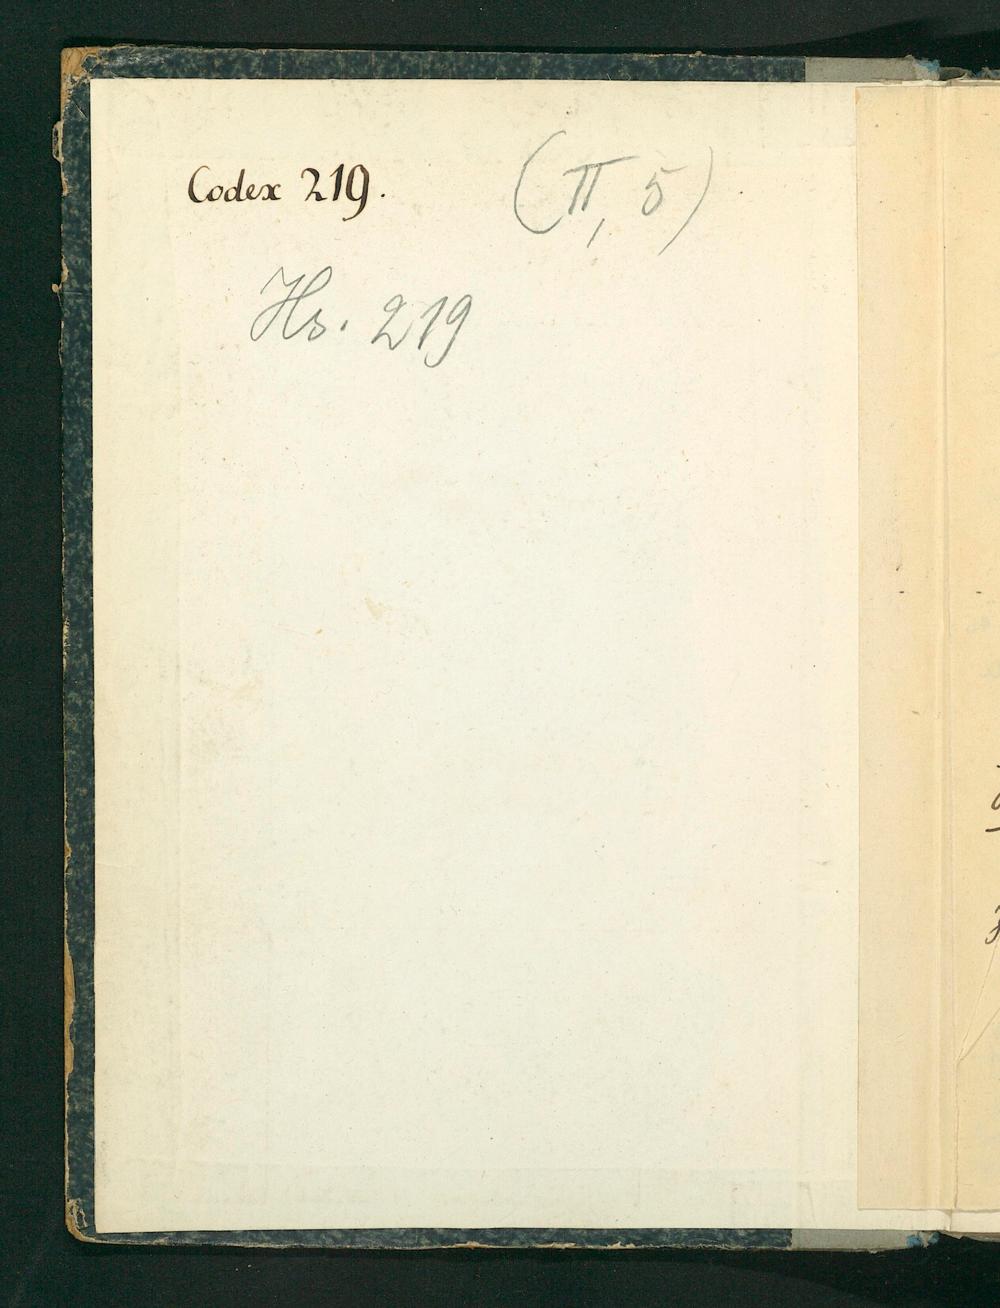 Codex 219.
(II, 5)
Hs. 219